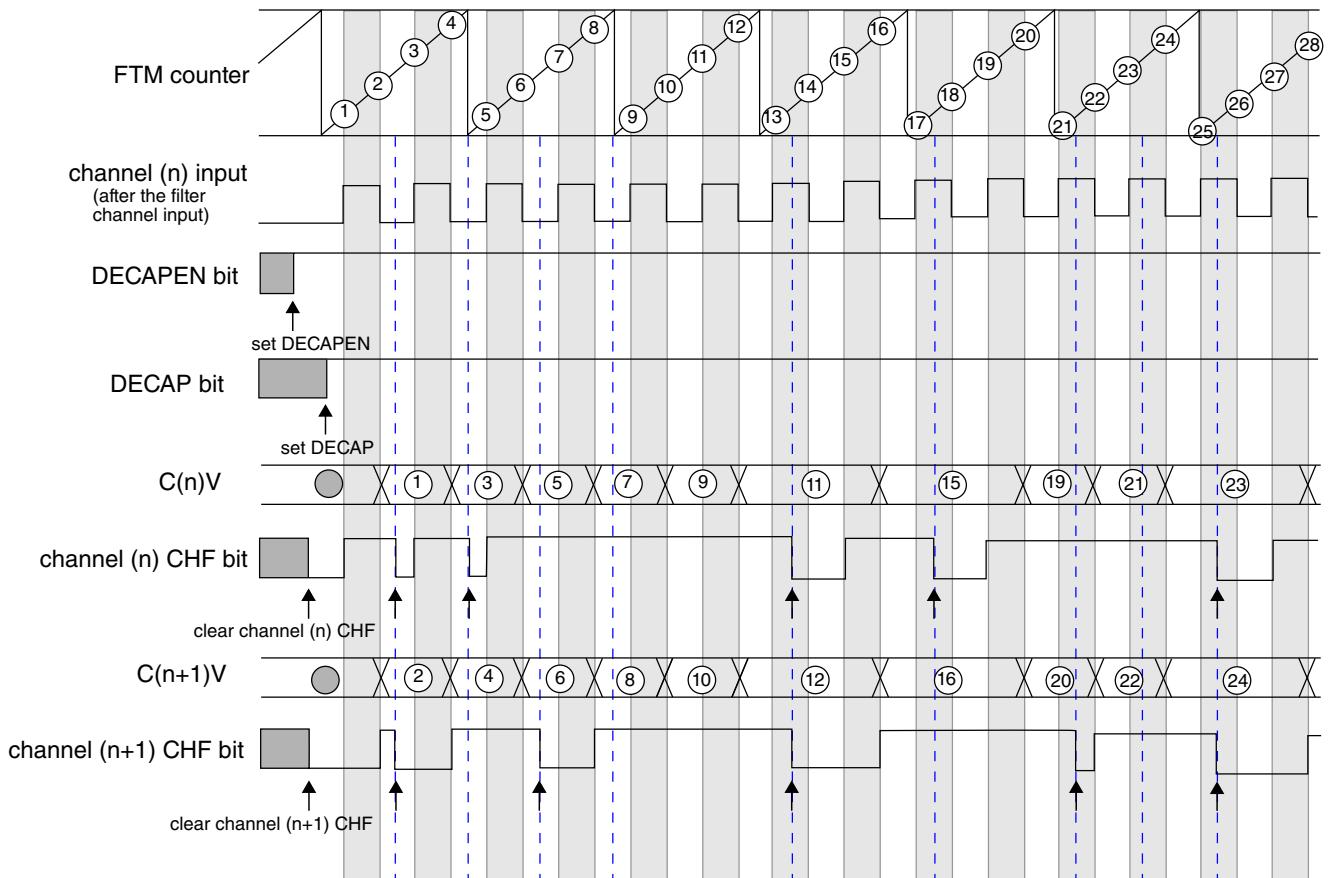 FTM counter
1 2 3 4 5 6 7 8 9 10 11 12 13 14 15 16 17 18 19 20 21 22 23 24 25 26 27 28
channel (n) input
(after the filter
channel input)
DECAPEN bit
set DECAPEN
DECAP bit
set DECAP
C(n)V
1 3 5 7 9 11 15 19 21 23
channel (n) CHF bit
clear channel (n) CHF
C(n+1)V
2 4 6 8 10 12 16 20 22 24
channel (n+1) CHF bit
clear channel (n+1) CHF